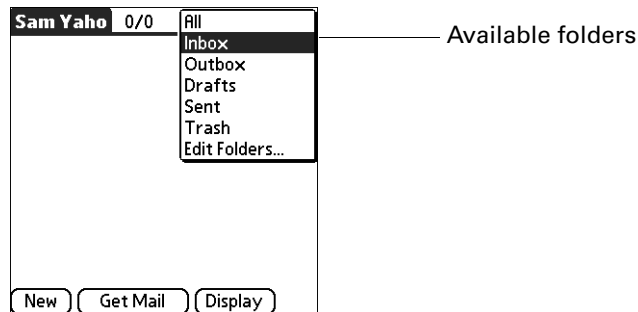 Sam Yaho 0/0 All
Inbox
Available folders
Outbox
Drafts
Sent
Trash
Edit Folders...
New Get Mail Display